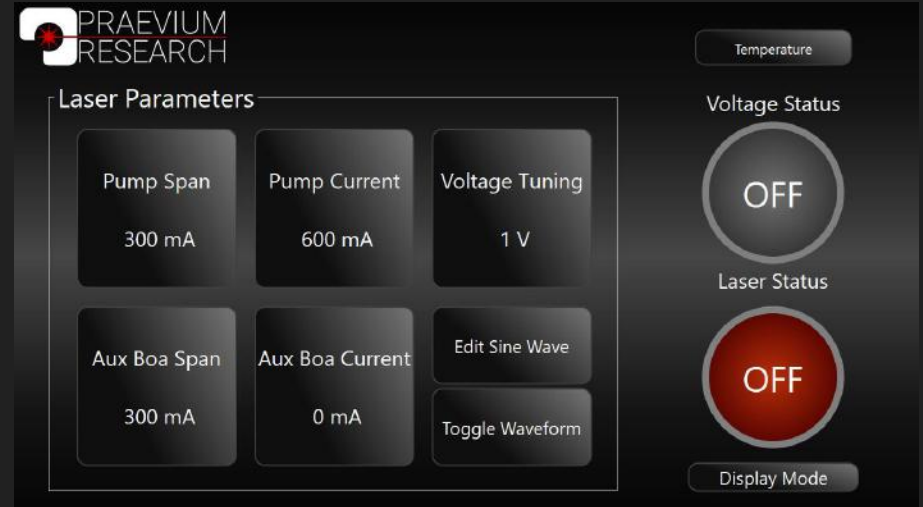 PRAEVIUM
RESEARCH
Temperature
Laser Parameters
Voltage Status
Pump Span
300 mA
Pump Current
600 mA
Voltage Tuning
1 V
OFF
Laser Status
Aux Boa Span
300 mA
Aux Boa Current
0 mA
Edit Sine Wave
Toggle Waveform
OFF
Display Mode